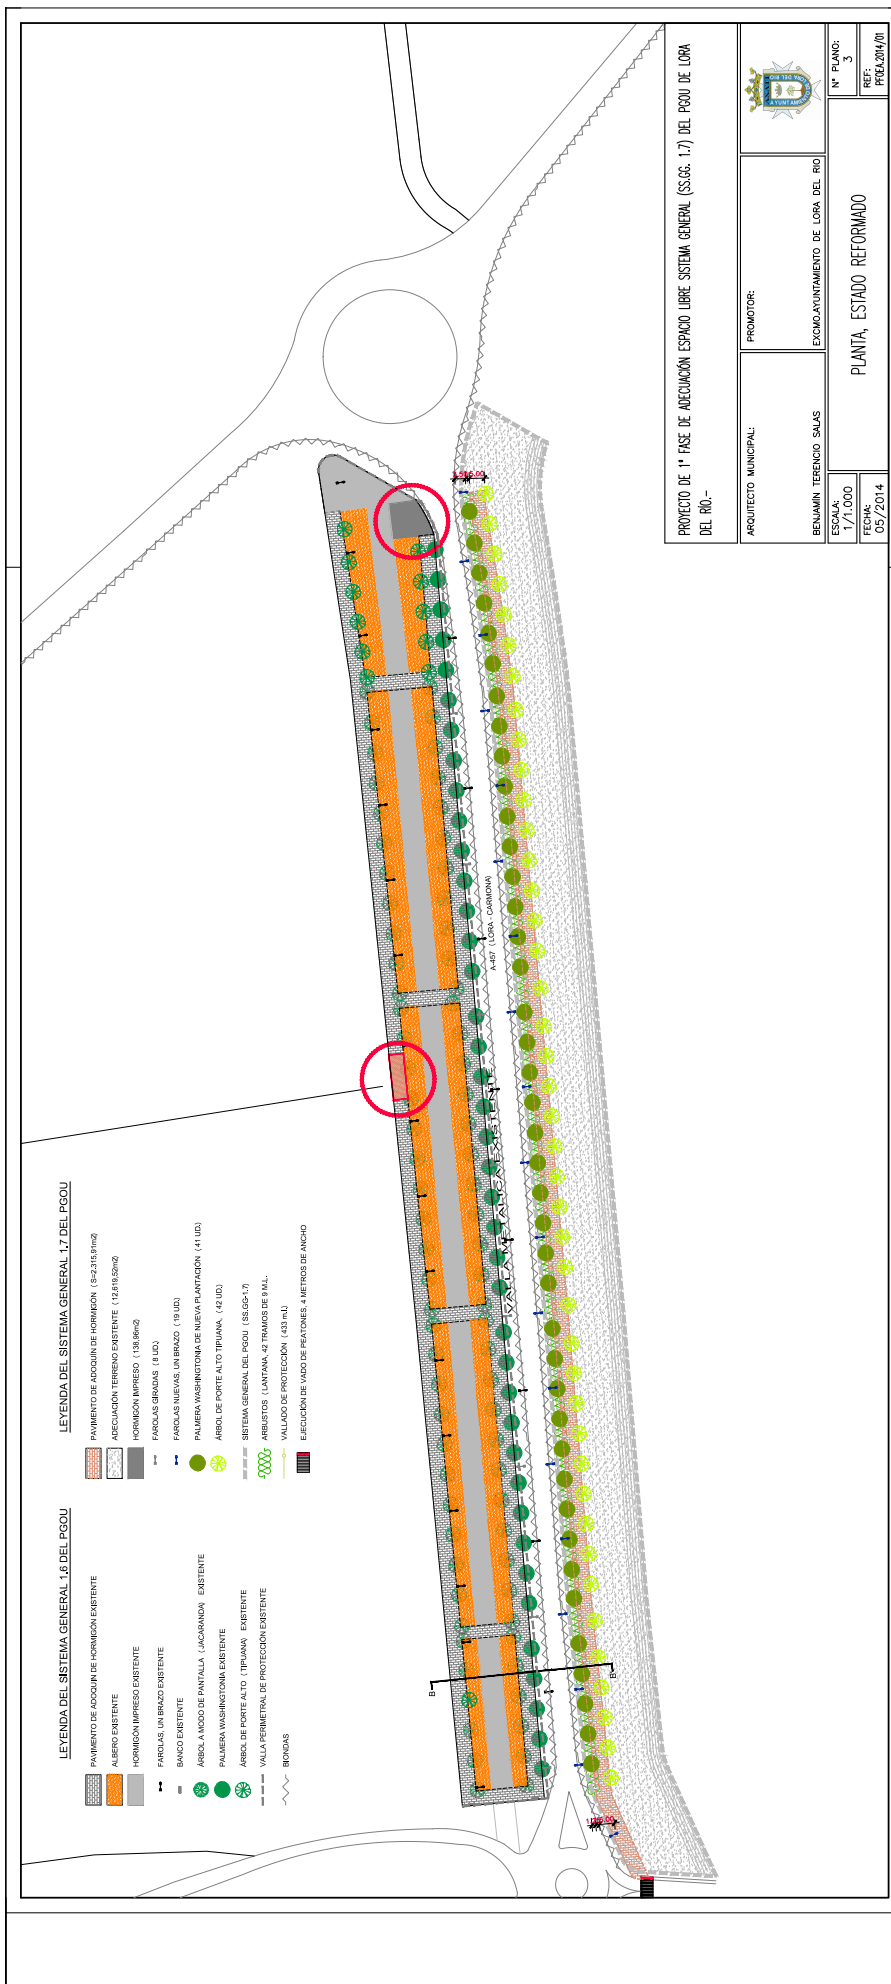 LEYENDA DEL SISTEMA GENERAL 1.6 DEL PGOU
PAVIMENTO DE ADOQUIN DE HORMIGÓN EXISTENTE
ALBERO EXISTENTE
HORMIGÓN IMPRESO EXISTENTE
FAROLAS, UN BRAZO EXISTENTE
BANCO EXISTENTE
ÁRBOL A MODO DE PANTALLA (JACARANDA) EXISTENTE
PALMERA WASHINGTONIA EXISTENTE
ÁRBOL DE PORTE ALTO (TIPUANA) EXISTENTE
VALLA PERIMETRAL DE PROTECCIÓN EXISTENTE
BIONDAS
LEYENDA DEL SISTEMA GENERAL 1.7 DEL PGOU
PAVIMENTO DE ADOQUÍN DE HORMIGÓN (S=2.315,91m2)
ADECUACIÓN TERRENO EXISTENTE (12.619,52m2)
HORMIGÓN IMPRESO (138,96m2)
FAROLAS GIRADAS (8 UD.)
FAROLAS NUEVAS, UN BRAZO (19 UD.)
PALMERA WASHINGTONIA DE NUEVA PLANTACIÓN (41 UD.)
ÁRBOL DE PORTE ALTO TIPUANA, (42 UD.)
SISTEMA GENERAL DEL PGOU (SS.GG-1.7)
ARBUSTOS (LANTANA, 42 TRAMOS DE 9 M.L.
VALLADO DE PROTECCIÓN (433 m.l.)
EJECUCIÓN DE VADO DE PEATONES, 4 METROS DE ANCHO
B
B
VALLA METALICA EXISTENTE
A-457 (LORA - CARMONA)
PROYECTO DE 1ª FASE DE ADECUACIÓN ESPACIO LIBRE SISTEMA GENERAL (SS.GG. 1.7) DEL PGOU DE LORA
DEL RÍO.-
ARQUITECTO MUNICIPAL:
BENJAMÍN TERENCIO SALAS
PROMOTOR:
EXCMO.AYUNTAMIENTO DE LORA DEL RIO
ESCALA:
1/1.000
FECHA:
05/2014
PLANTA, ESTADO REFORMADO
Nº PLANO:
3
REF:
PFOEA.2014/01